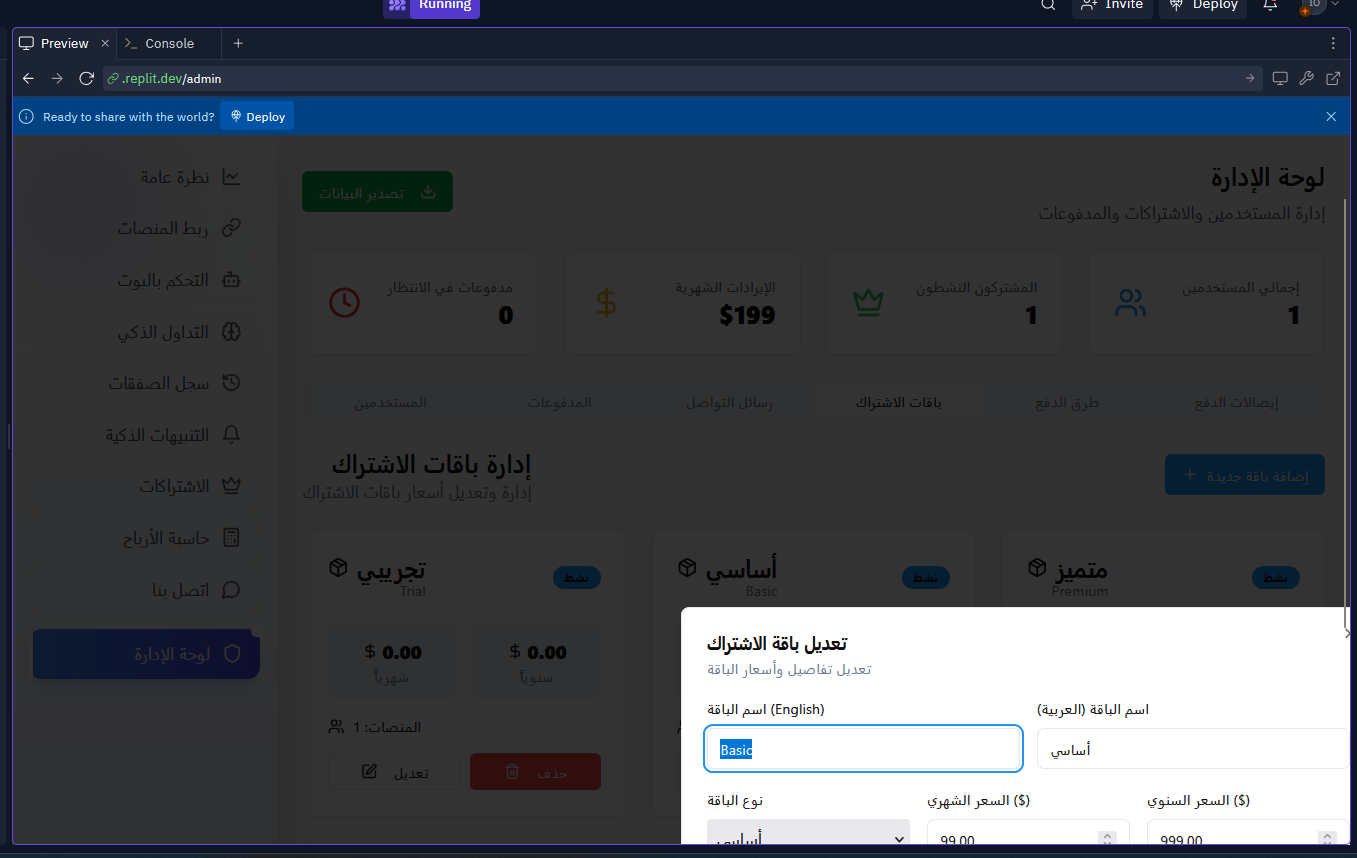 Running
Invite
Deploy
Preview
Console
.replit.dev/admin
Ready to share with the world?
Deploy
نظرة عامة
ربط المنصات
التحكم بالبوت
التداول الذكي
سجل الصفقات
التنبيهات الذكية
الاشتراكات
حاسبة الأرباح
اتصل بنا
لوحة الإدارة
لوحة الإدارة
إدارة المستخدمين والاشتراكات والمدفوعات
تصدير البيانات
إجمالي المستخدمين
1
المشتركون النشطون
1
الإيرادات الشهرية
$199
مدفوعات في الانتظار
0
إيصالات الدفع
طرق الدفع
باقات الاشتراك
رسائل التواصل
المدفوعات
المستخدمين
إدارة باقات الاشتراك
إدارة وتعديل أسعار باقات الاشتراك
إضافة باقة جديدة +
متميز
Premium
نشط
أساسي
Basic
نشط
تجريبي
Trial
نشط
$ 0.00
شهرياً
$ 0.00
سنوياً
المنصات: 1
تعديل
حذف
تعديل باقة الاشتراك
تعديل تفاصيل وأسعار الباقة
اسم الباقة (English)
Basic
اسم الباقة (العربية)
أساسي
نوع الباقة
أساسي
السعر الشهري ($)
99.00
السعر السنوي ($)
999.00